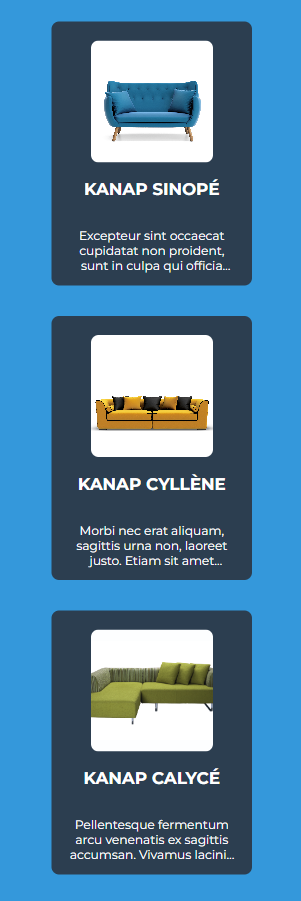 KANAP SINOPÉ
Excepteur sint occaecat
cupidatat non proident,
sunt in culpa qui officia...
KANAP CYLLÈNE
Morbi nec erat aliquam,
sagittis urna non, laoreet
justo. Etiam sit amet...
KANAP CALYCÉ
Pellentesque fermentum
arcu venenatis ex sagittis
accumsan. Vivamus lacini...